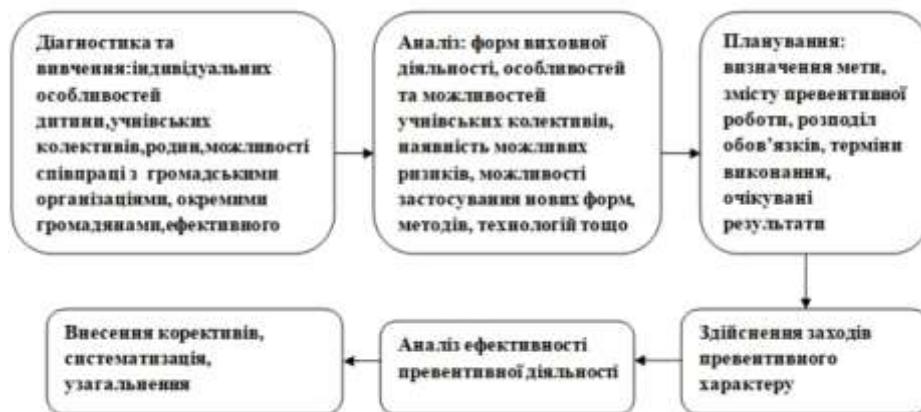 Діагностика та
вивчення:індивідуальних
особливостей
дитини,учнівських
колективів,родин,можливості
співпраці з громадськими
організаціями, окремими
громадянами,ефективного
Аналіз: форм виховної
діяльності, особливостей
та можливостей
учнівських колективів,
наявність можливих
ризиків, можливості
застосування нових форм,
методів, технологій тощо
Планування:
визначення мети,
змісту превентивної
роботи, розподіл
обов’язків, терміни
виконання,
очікувані
результати
Здійснення заходів
превентивного
характеру
Аналіз ефективності
превентивної діяльності
Внесення корективів,
систематизація,
узагальнення